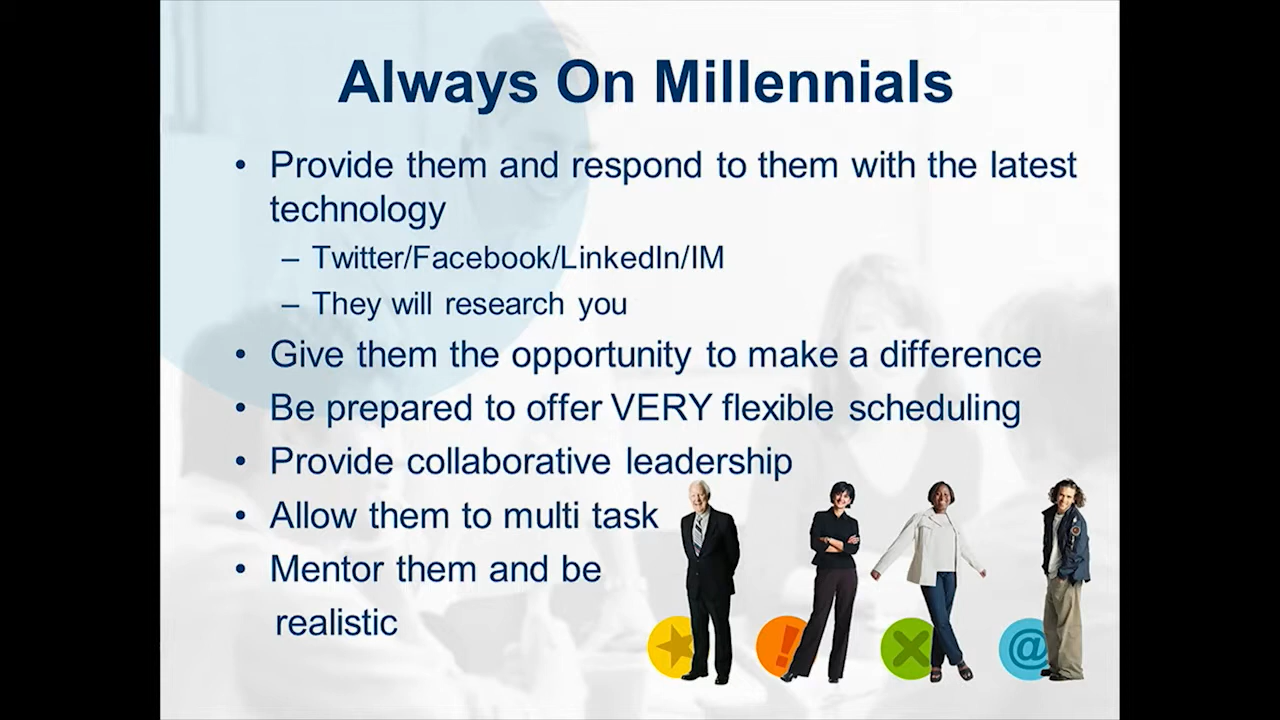 Always On Millennials
• Provide them and respond to them with the latest
technology
– Twitter/Facebook/LinkedIn/IM
– They will research you
• Give them the opportunity to make a difference
• Be prepared to offer VERY flexible scheduling
• Provide collaborative leadership
• Allow them to multi task
• Mentor them and be
realistic
! @